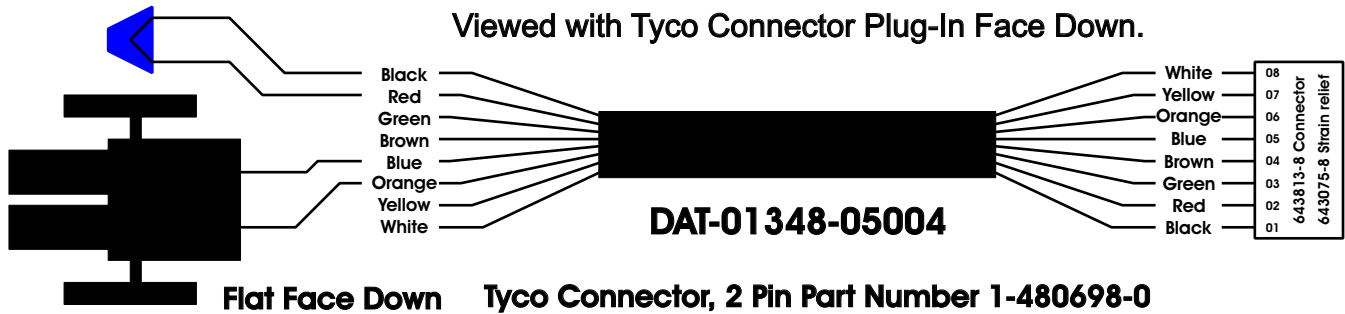 Viewed with Tyco Connector Plug-In Face Down.
Black
Red
Green
Brown
Blue
Orange
Yellow
White
White
Yellow
Orange
Blue
Brown
Green
Red
Black
08
07
06
05
04
03
02
01
643813-8 Connector
643075-8 Strain relief
DAT-01348-05004
Flat Face Down
Tyco Connector, 2 Pin Part Number 1-480698-0